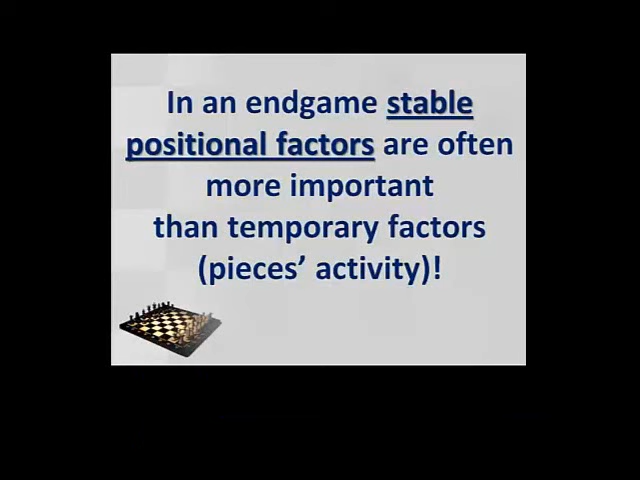 In an endgame stable
positional factors are often
more important
than temporary factors
(pieces’ activity)!